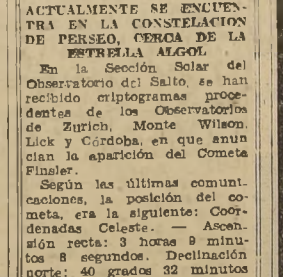 ACTUALMENTE SE ENCUEN-
TRA EN LA CONSTELACION
DE PERSEO, CERCA DE LA
ESTRELLA ALGOL
En la Sección Solar del
Observatorio del Salto, se han
recibido criptogramas proce-
dentes de los Observatorios
de Zurich, Monte Wilson,
Lick y Córdoba, en que anun
cian la aparición del Cometa
Finsler.
Según las últimas comuni-
caciones, la posición del co-
meta, era la siguiente: Coor-
denadas Celeste. — Ascen-
sión recta: 3 horas 9 minu-
tos 8 segundos. Declinación
norte: 40 grados 32 minutos